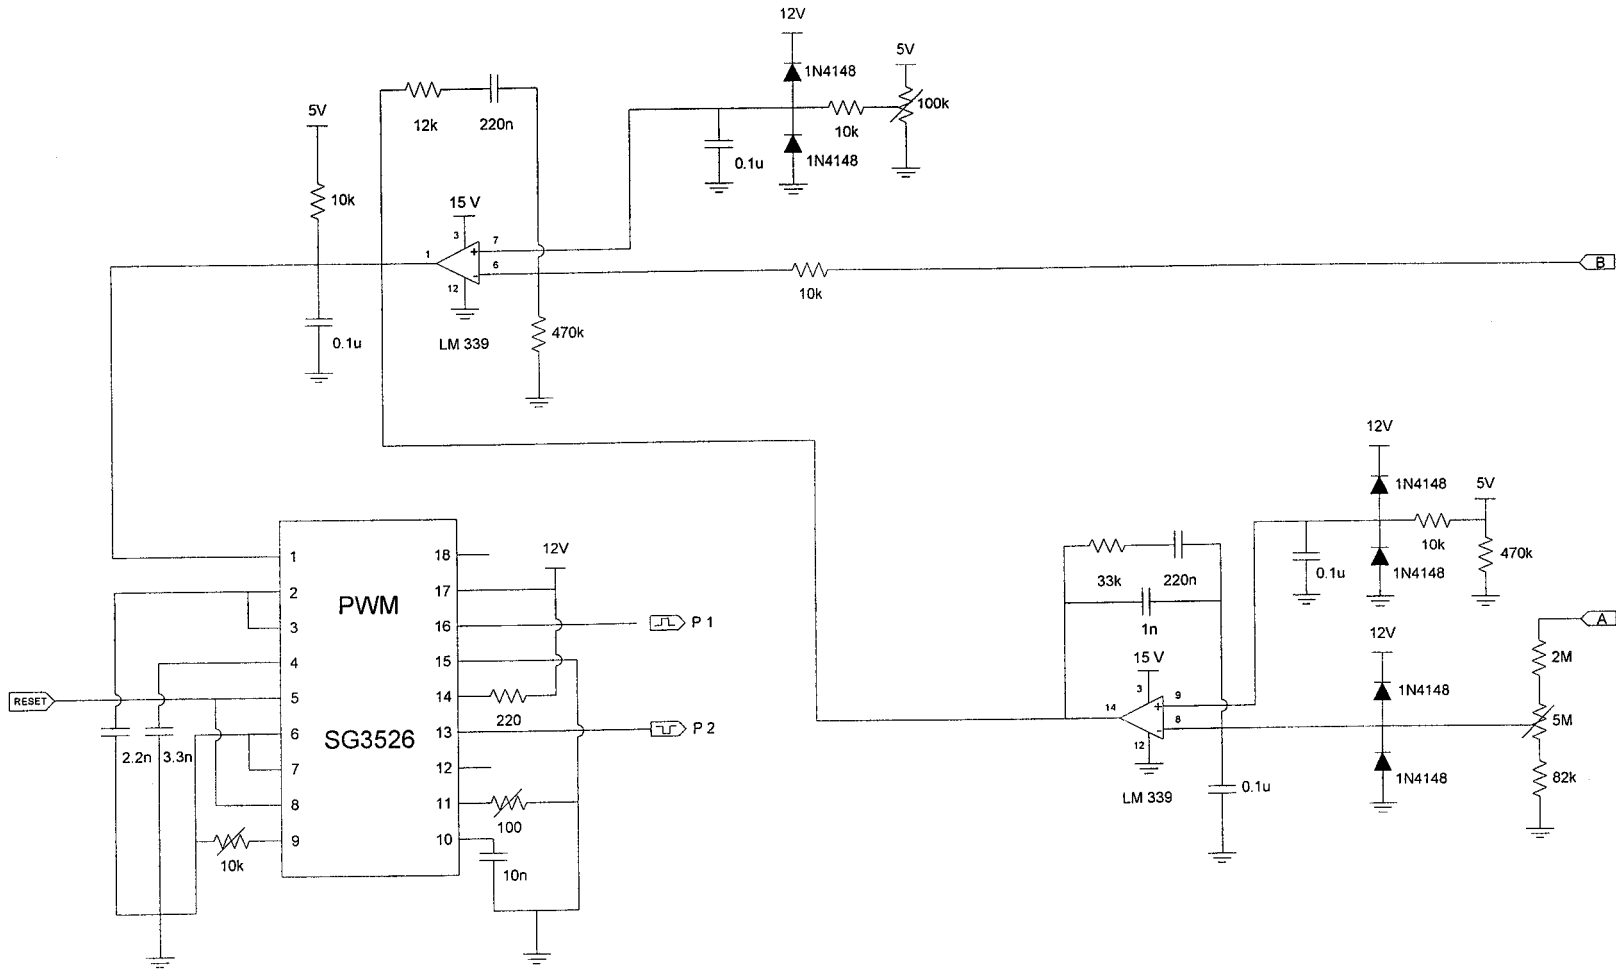 12V
5V
1N4148
100k
12k
220n
10k
5V
0.1u
1N4148
10k
15 V
3
7
1
+
6
-
12
10k
B
0.1u
LM 339
470k
12V
1N4148
5V
10k
470k
0.1u
1N4148
33k
220n
1n
15 V
3
9
14
+
8
-
12
LM 339
0.1u
12V
A
2M
1N4148
5M
1N4148
82k
12V
1
18
2
PWM
17
3
16
P 1
4
15
RESET
5
14
220
6
SG3526
13
P 2
2.2n
3.3n
7
12
8
11
100
9
10
10k
10n